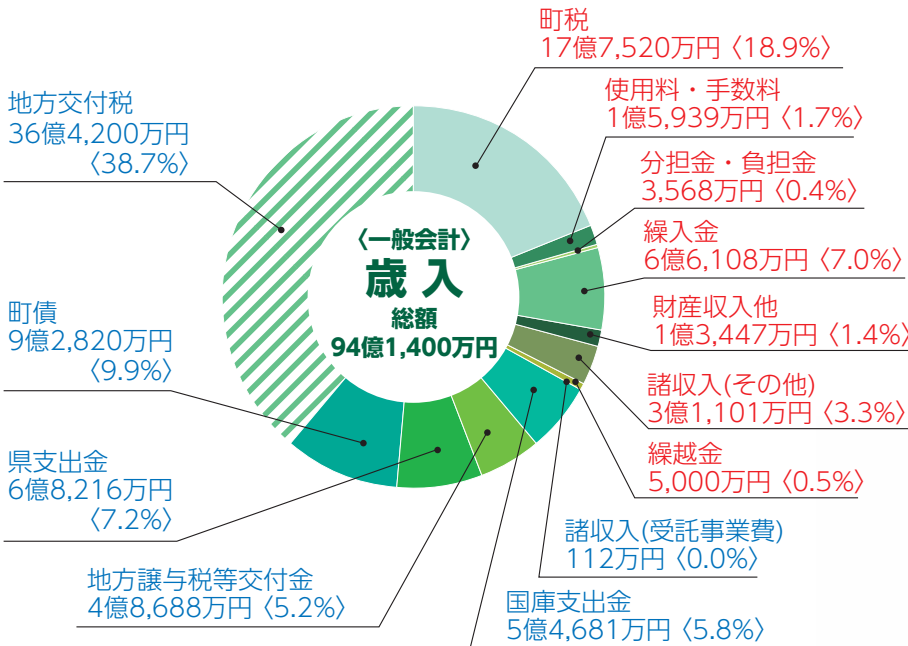 町税
17億7,520万円〈18.9%〉
使用料・手数料
1億5,939万円〈1.7%〉
分担金・負担金
3,568万円〈0.4%〉
繰入金
6億6,108万円〈7.0%〉
財産収入他
1億3,447万円〈1.4%〉
諸収入(その他)
3億1,101万円〈3.3%〉
繰越金
5,000万円〈0.5%〉
諸収入(受託事業費)
112万円〈0.0%〉
国庫支出金
5億4,681万円〈5.8%〉
地方譲与税等交付金
4億8,688万円〈5.2%〉
県支出金
6億8,216万円
〈7.2%〉
町債
9億2,820万円
〈9.9%〉
地方交付税
36億4,200万円
〈38.7%〉
〈一般会計〉
歳入
総額
94億1,400万円